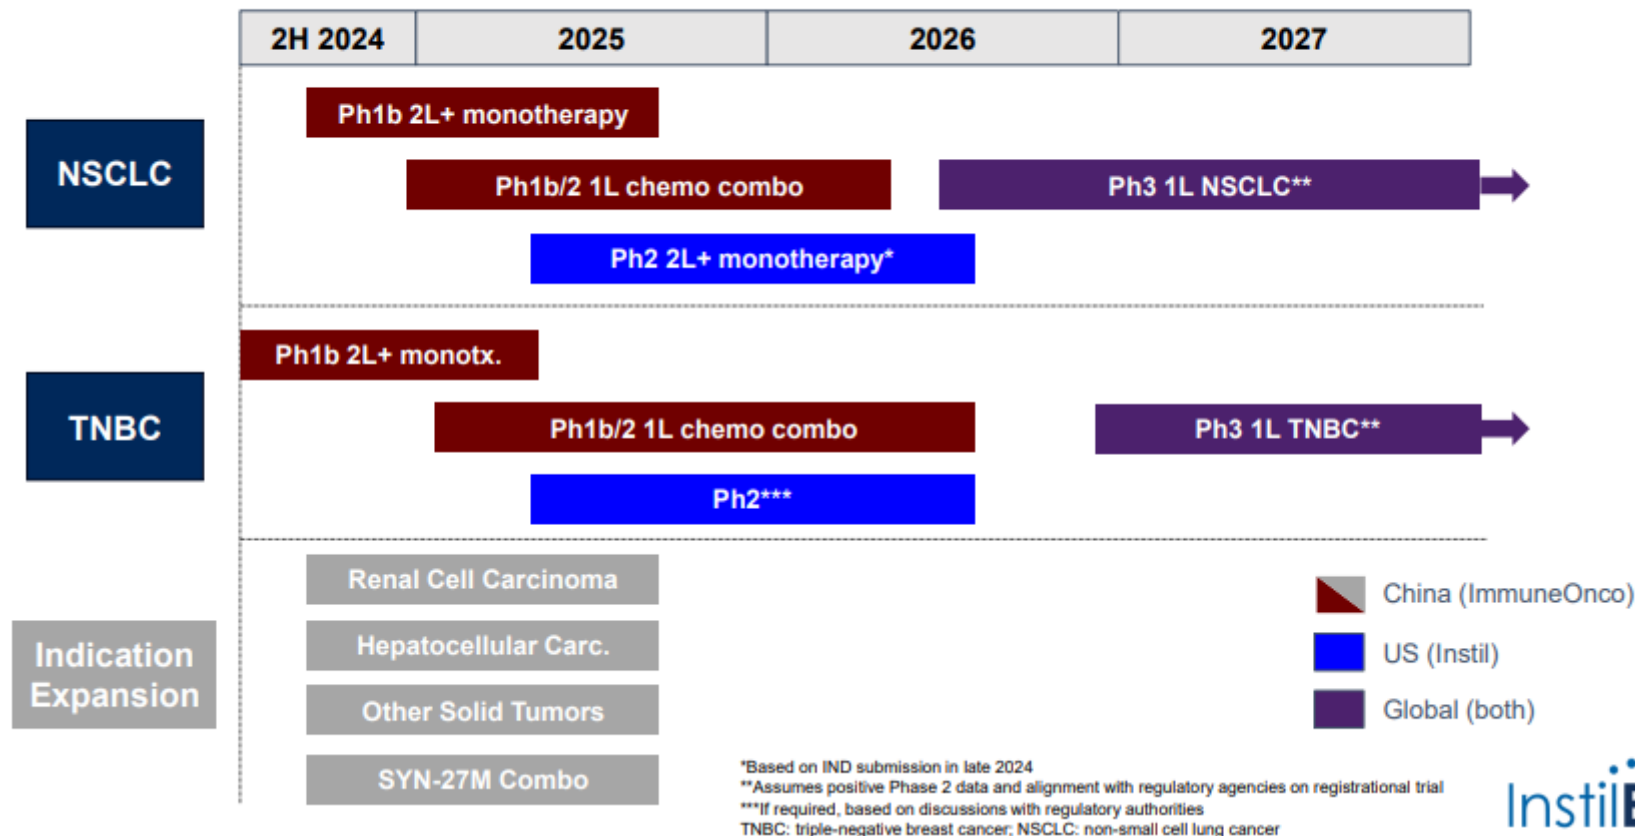 2H 2024 2025 2026 2027
Ph1b 2L+ monotherapy
NSCLC
Ph1b/2 1L chemo combo
Ph3 1L NSCLC**
Ph2 2L+ monotherapy*
Ph1b 2L+ monotx.
TNBC
Ph1b/2 1L chemo combo
Ph3 1L TNBC**
Ph2***
Indication
Expansion
Renal Cell Carcinoma
Hepatocellular Carc.
Other Solid Tumors
SYN-27M Combo
China (ImmuneOnco)
US (Instil)
Global (both)
*Based on IND submission in late 2024
**Assumes positive Phase 2 data and alignment with regulatory agencies on registrational trial
***If required, based on discussions with regulatory authorities
TNBC: triple-negative breast cancer; NSCLC: non-small cell lung cancer
Instil